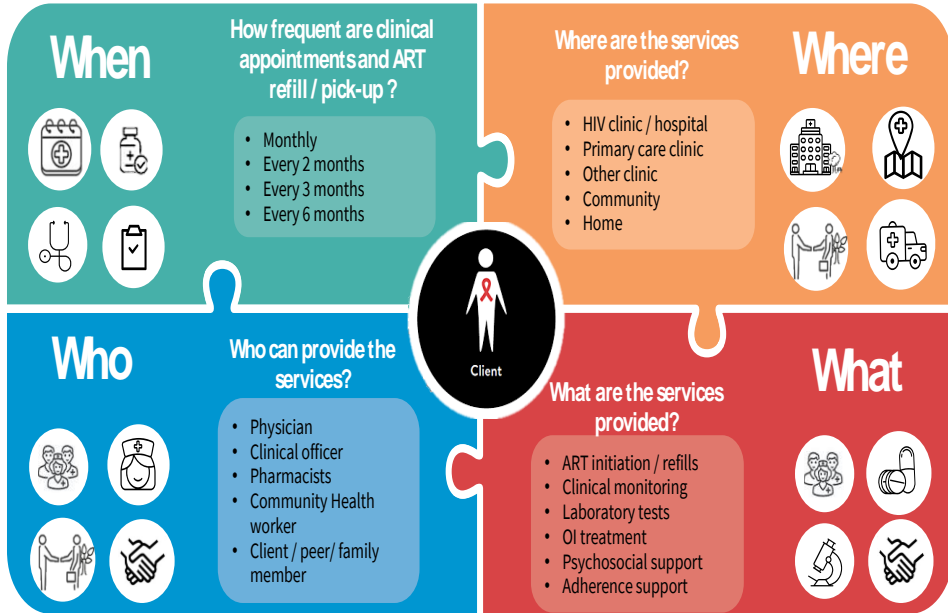 When
How frequent are clinical
appointments and ART
refill / pick-up ?
• Monthly
• Every 2 months
• Every 3 months
• Every 6 months
Where are the services
provided?
Where
• HIV clinic / hospital
• Primary care clinic
• Other clinic
• Community
• Home
Client
Who
Who can provide the
services?
• Physician
• Clinical officer
• Pharmacists
• Community Health
worker
• Client / peer/ family
member
What are the services
provided?
What
• ART initiation / refills
• Clinical monitoring
• Laboratory tests
• OI treatment
• Psychosocial support
• Adherence support